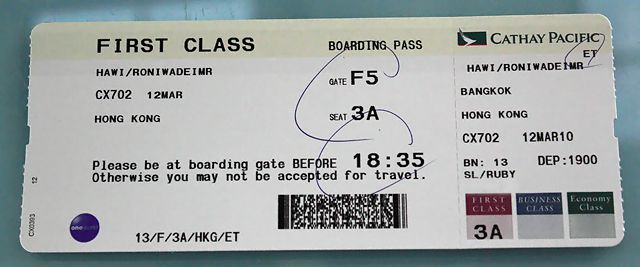 FIRST CLASS
BOARDING PASS
HAWI/RONIWADEIMR
GATE F5
CX702 12MAR
SEAT 3A
HONG KONG
Please be at boarding gate BEFORE 18:35
Otherwise you may not be accepted for travel.
oneworld
13/F/3A/HKG/ET
CX0393 12
CATHAY PACIFIC
ET
HAWI/RONIWADEIMR
BANGKOK
HONG KONG
CX702 12MAR10
BN: 13 DEP:1900
SL/RUBY
FIRST CLASS
3A
BUSINESS CLASS
Economy Class